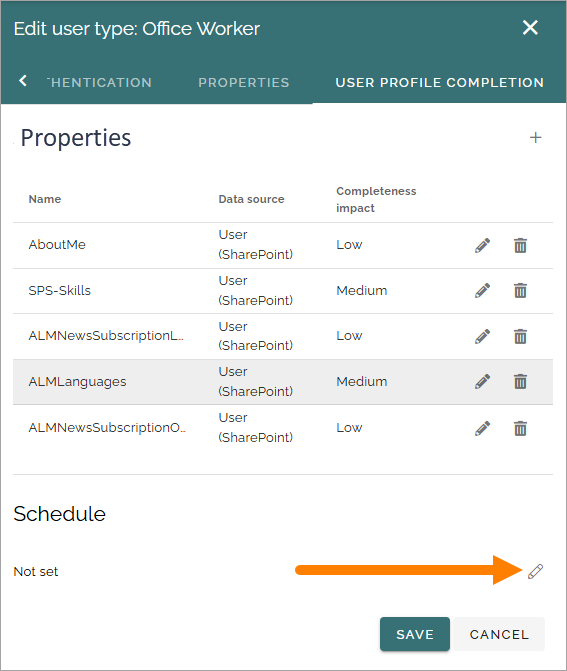 Edit user type: Office Worker
HENTICATION PROPERTIES USER PROFILE COMPLETION
Properties
Name Data source Completeness
impact
AboutMe User
(SharePoint) Low
SPS-Skills User
(SharePoint) Medium
ALMNewsSubscriptionL... User
(SharePoint) Low
ALMLanguages User
(SharePoint) Medium
ALMNewsSubscriptionO... User
(SharePoint) Low
Schedule
Not set
SAVE CANCEL